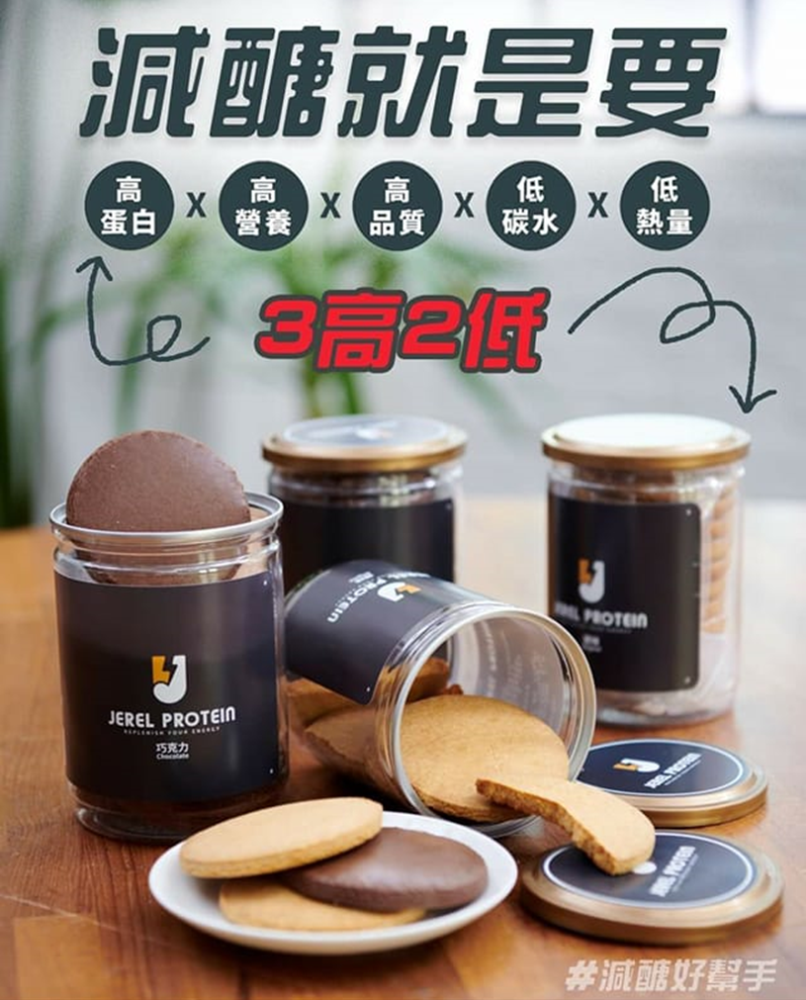 減醣就是要
高蛋白 x 高營養 x 高品質 x 低碳水 x 低熱量
3高2低
JEREL PROTEIN
REPLENISH YOUR ENERGY
巧克力
Chocolate
JEREL PROTEIN
JEREL PROTEIN
JEREL PROTEIN
JEREL PROTEIN
#減醣好幫手